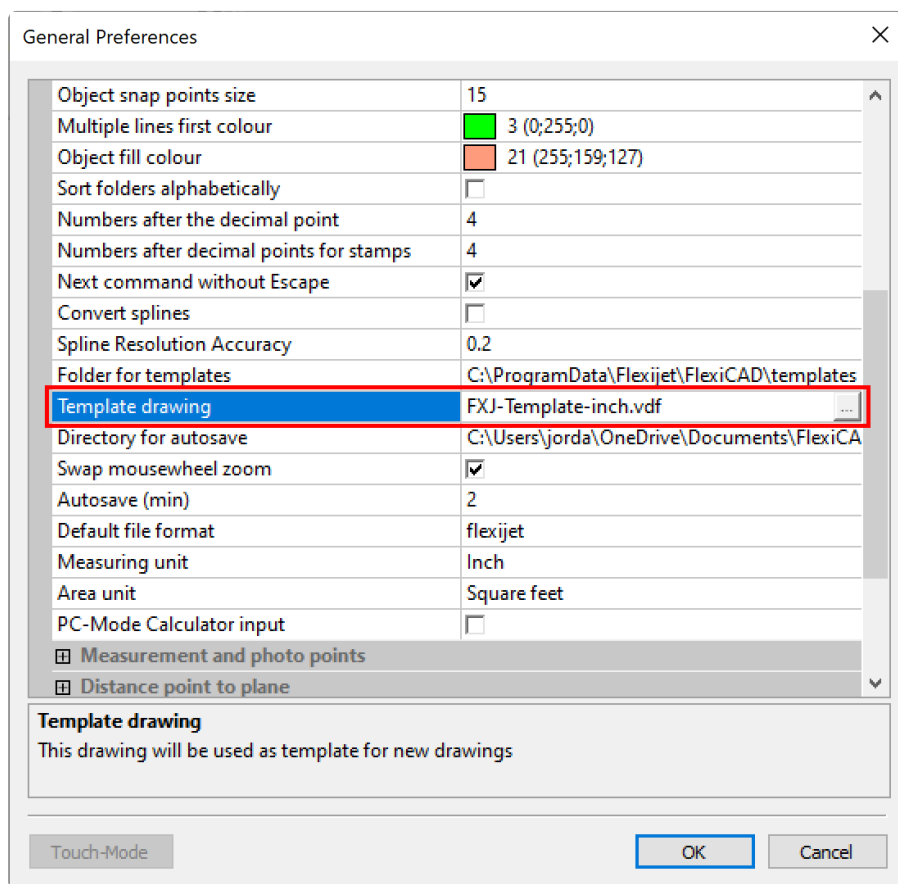 General Preferences
Object snap points size 15
Multiple lines first colour 3 (0;255;0)
Object fill colour 21 (255;159;127)
Sort folders alphabetically
Numbers after the decimal point 4
Numbers after decimal points for stamps 4
Next command without Escape
Convert splines
Spline Resolution Accuracy 0.2
Folder for templates C:\ProgramData\Flexijet\FlexiCAD\templates
Template drawing FXJ-Template-inch.vdf ...
Directory for autosave C:\Users\jorda\OneDrive\Documents\FlexiCA
Swap mousewheel zoom
Autosave (min) 2
Default file format flexijet
Measuring unit Inch
Area unit Square feet
PC-Mode Calculator input
Measurement and photo points
Distance point to plane
Template drawing
This drawing will be used as template for new drawings
Touch-Mode OK Cancel